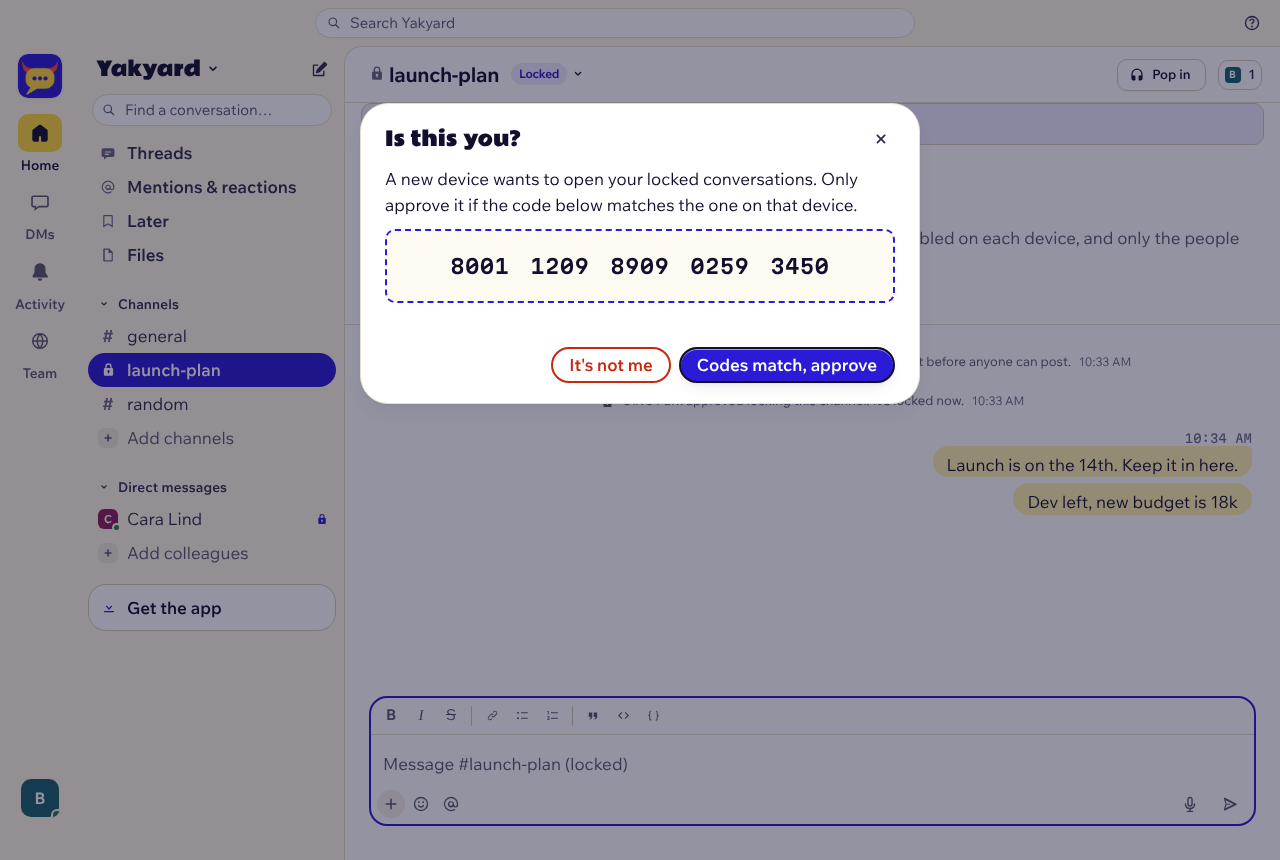 Search Yakyard
Yakyard
Find a conversation…
Threads
Mentions & reactions
Later
Files
Channels
# general
launch-plan
# random
+ Add channels
Direct messages
C Cara Lind
+ Add colleagues
Get the app
Home
DMs
Activity
Team
B
launch-plan Locked
Pop in
B 1
Is this you?
A new device wants to open your locked conversations. Only
approve it if the code below matches the one on that device.
8001 1209 8909 0259 3450
It's not me
Codes match, approve
bled on each device, and only the people
before anyone can post. 10:33 AM
locked now. 10:33 AM
10:34 AM
Launch is on the 14th. Keep it in here.
Dev left, new budget is 18k
B I S
Message #launch-plan (locked)